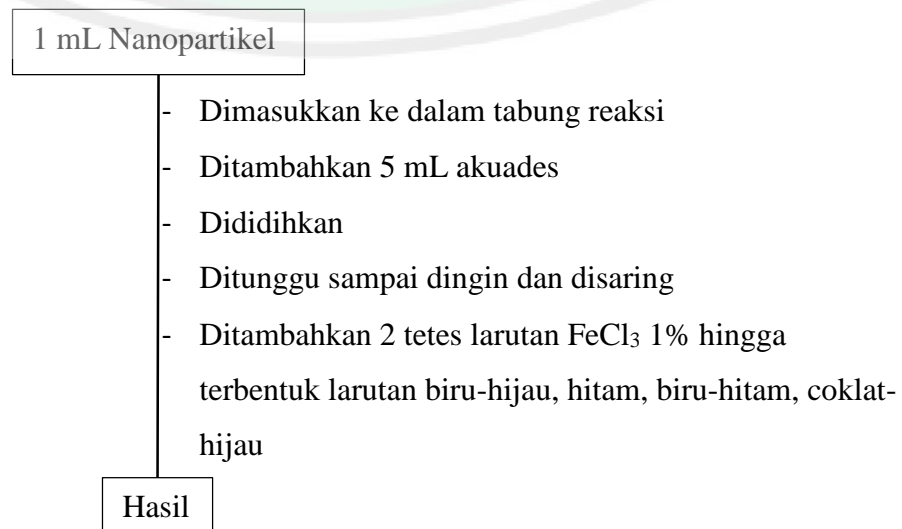 1 mL Nanopartikel
- Dimasukkan ke dalam tabung reaksi
- Ditambahkan 5 mL akuades
- Dididihkan
- Ditunggu sampai dingin dan disaring
- Ditambahkan 2 tetes larutan FeCl₃ 1% hingga
terbentuk larutan biru-hijau, hitam, biru-hitam, coklat-
hijau
Hasil